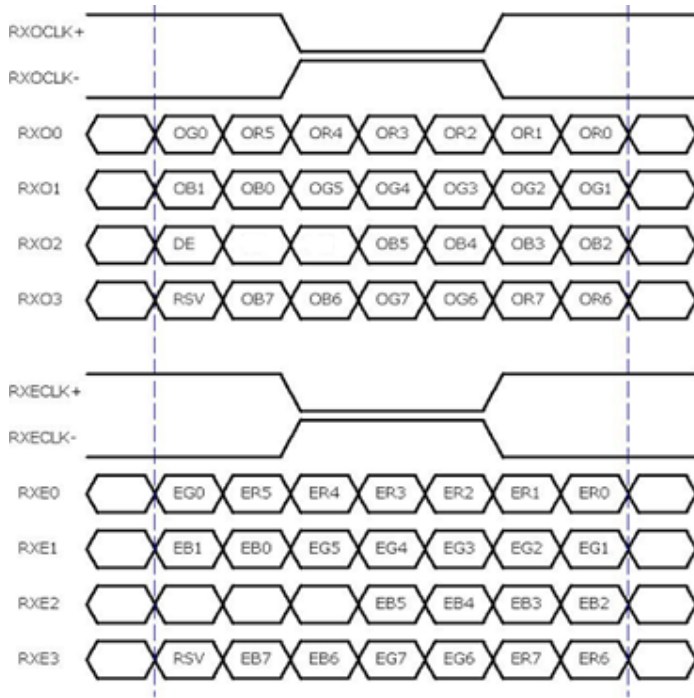 RXOCLK+
RXOCLK-
RXO0 OG0 OR5 OR4 OR3 OR2 OR1 OR0
RXO1 OB1 OB0 OG5 OG4 OG3 OG2 OG1
RXO2 DE OB5 OB4 OB3 OB2
RXO3 RSV OB7 OB6 OG7 OG6 OR7 OR6
RXECLK+
RXECLK-
RXE0 EG0 ER5 ER4 ER3 ER2 ER1 ER0
RXE1 EB1 EB0 EG5 EG4 EG3 EG2 EG1
RXE2 EB5 EB4 EB3 EB2
RXE3 RSV EB7 EB6 EG7 EG6 ER7 ER6